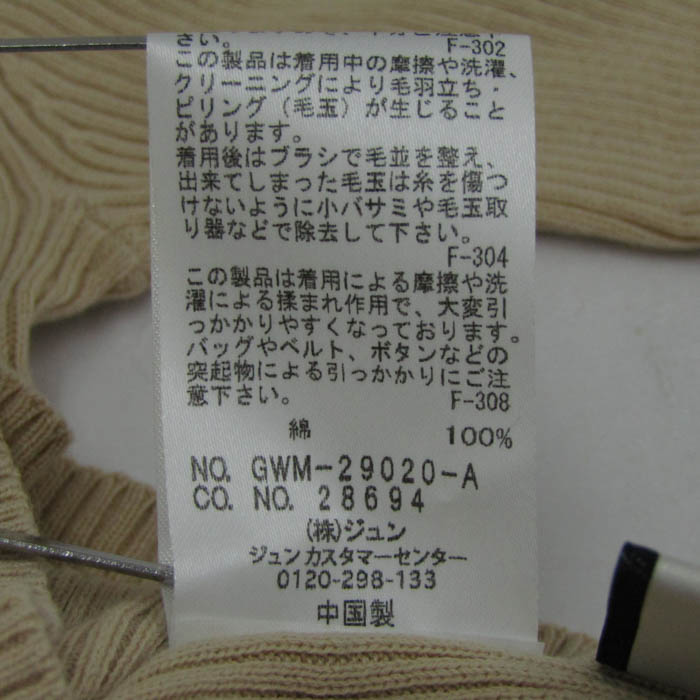 さい。
F-302
この製品は着用中の摩擦や洗濯、
クリーニングにより毛羽立ち・
ピリング（毛玉）が生じること
があります。
着用後はブラシで毛並を整え、
出来てしまった毛玉は糸を傷つ
けないように小バサミや毛玉取
り器などで除去して下さい。
F-304
この製品は着用による摩擦や洗
濯による揉まれ作用で、大変引
っかかりやすくなっております。
バッグやベルト、ボタンなどの
突起物による引っかかりにご注
意下さい。 F-308
綿 100%
NO. GWM-29020-A
CO. NO. 28694
(株)ジュン
ジュンカスタマーセンター
0120-298-133
中国製